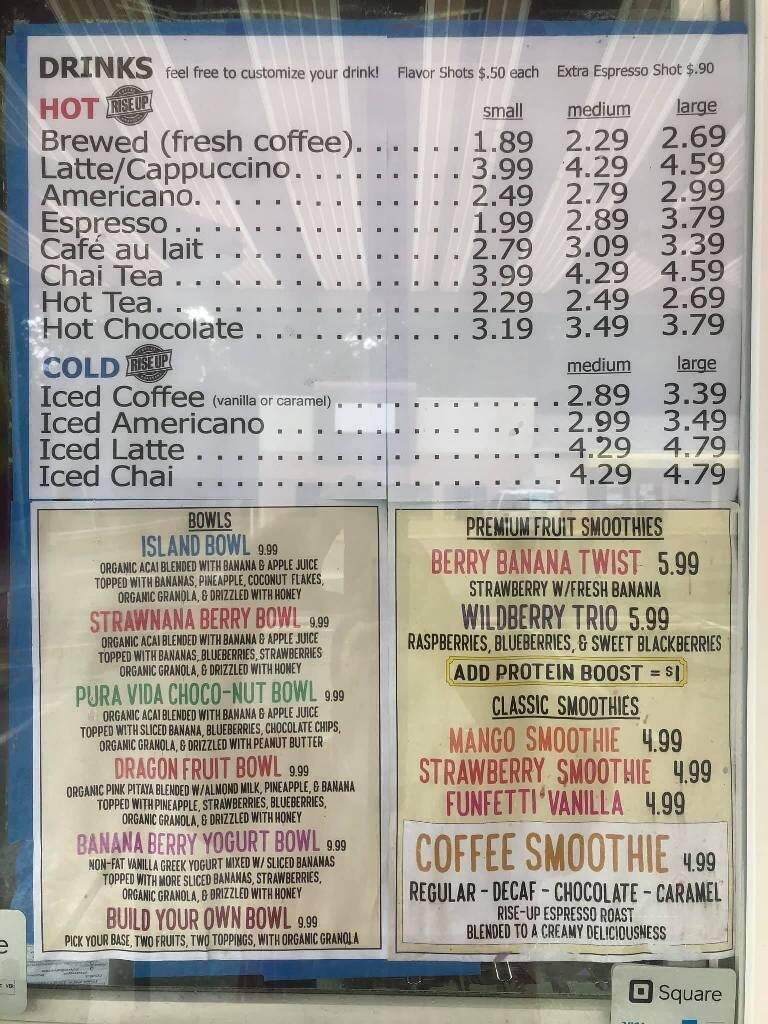 DRINKS feel free to customize your drink! Flavor Shots $.50 each Extra Espresso Shot $.90
HOT RISE UP small medium large
Brewed (fresh coffee). . . . . . 1.89 2.29 2.69
Latte/Cappuccino. . . . . . . . 3.99 4.29 4.59
Americano. . . . . . . . . . . . 2.49 2.79 2.99
Espresso . . . . . . . . . . . . . 1.99 2.89 3.79
Café au lait . . . . . . . . . . . 2.79 3.09 3.39
Chai Tea . . . . . . . . . . . . . 3.99 4.29 4.59
Hot Tea. . . . . . . . . . . . . . 2.29 2.49 2.69
Hot Chocolate . . . . . . . . . 3.19 3.49 3.79
COLD RISE UP medium large
Iced Coffee (vanilla or caramel) . . . . . . . . . . 2.89 3.39
Iced Americano . . . . . . . . . . . . . 2.99 3.49
Iced Latte . . . . . . . . . . . . . . . . . 4.29 4.79
Iced Chai . . . . . . . . . . . . . . . . . 4.29 4.79
BOWLS
ISLAND BOWL 9.99
ORGANIC ACAI BLENDED WITH BANANA & APPLE JUICE
TOPPED WITH BANANAS, PINEAPPLE, COCONUT FLAKES,
ORGANIC GRANOLA, & DRIZZLED WITH HONEY
STRAWNANA BERRY BOWL 9.99
ORGANIC ACAI BLENDED WITH BANANA & APPLE JUICE
TOPPED WITH BANANAS, BLUEBERRIES, STRAWBERRIES
ORGANIC GRANOLA, & DRIZZLED WITH HONEY
PURA VIDA CHOCO-NUT BOWL 9.99
ORGANIC ACAI BLENDED WITH BANANA & APPLE JUICE
TOPPED WITH SLICED BANANA, BLUEBERRIES, CHOCOLATE CHIPS,
ORGANIC GRANOLA, & DRIZZLED WITH PEANUT BUTTER
DRAGON FRUIT BOWL 9.99
ORGANIC PINK PITAYA BLENDED W/ALMOND MILK, PINEAPPLE, & BANANA
TOPPED WITH PINEAPPLE, STRAWBERRIES, BLUEBERRIES,
ORGANIC GRANOLA, & DRIZZLED WITH HONEY
BANANA BERRY YOGURT BOWL 9.99
NON-FAT VANILLA GREEK YOGURT MIXED W/ SLICED BANANAS
TOPPED WITH MORE SLICED BANANAS, STRAWBERRIES,
ORGANIC GRANOLA, & DRIZZLED WITH HONEY
BUILD YOUR OWN BOWL 9.99
PICK YOUR BASE, TWO FRUITS, TWO TOPPINGS, WITH ORGANIC GRANOLA
PREMIUM FRUIT SMOOTHIES
BERRY BANANA TWIST 5.99
STRAWBERRY W/FRESH BANANA
WILDBERRY TRIO 5.99
RASPBERRIES, BLUEBERRIES, & SWEET BLACKBERRIES
ADD PROTEIN BOOST = $1
CLASSIC SMOOTHIES
MANGO SMOOTHIE 4.99
STRAWBERRY SMOOTHIE 4.99
FUNFETTI VANILLA 4.99
COFFEE SMOOTHIE 4.99
REGULAR - DECAF - CHOCOLATE - CARAMEL
RISE-UP ESPRESSO ROAST
BLENDED TO A CREAMY DELICIOUSNESS
Square